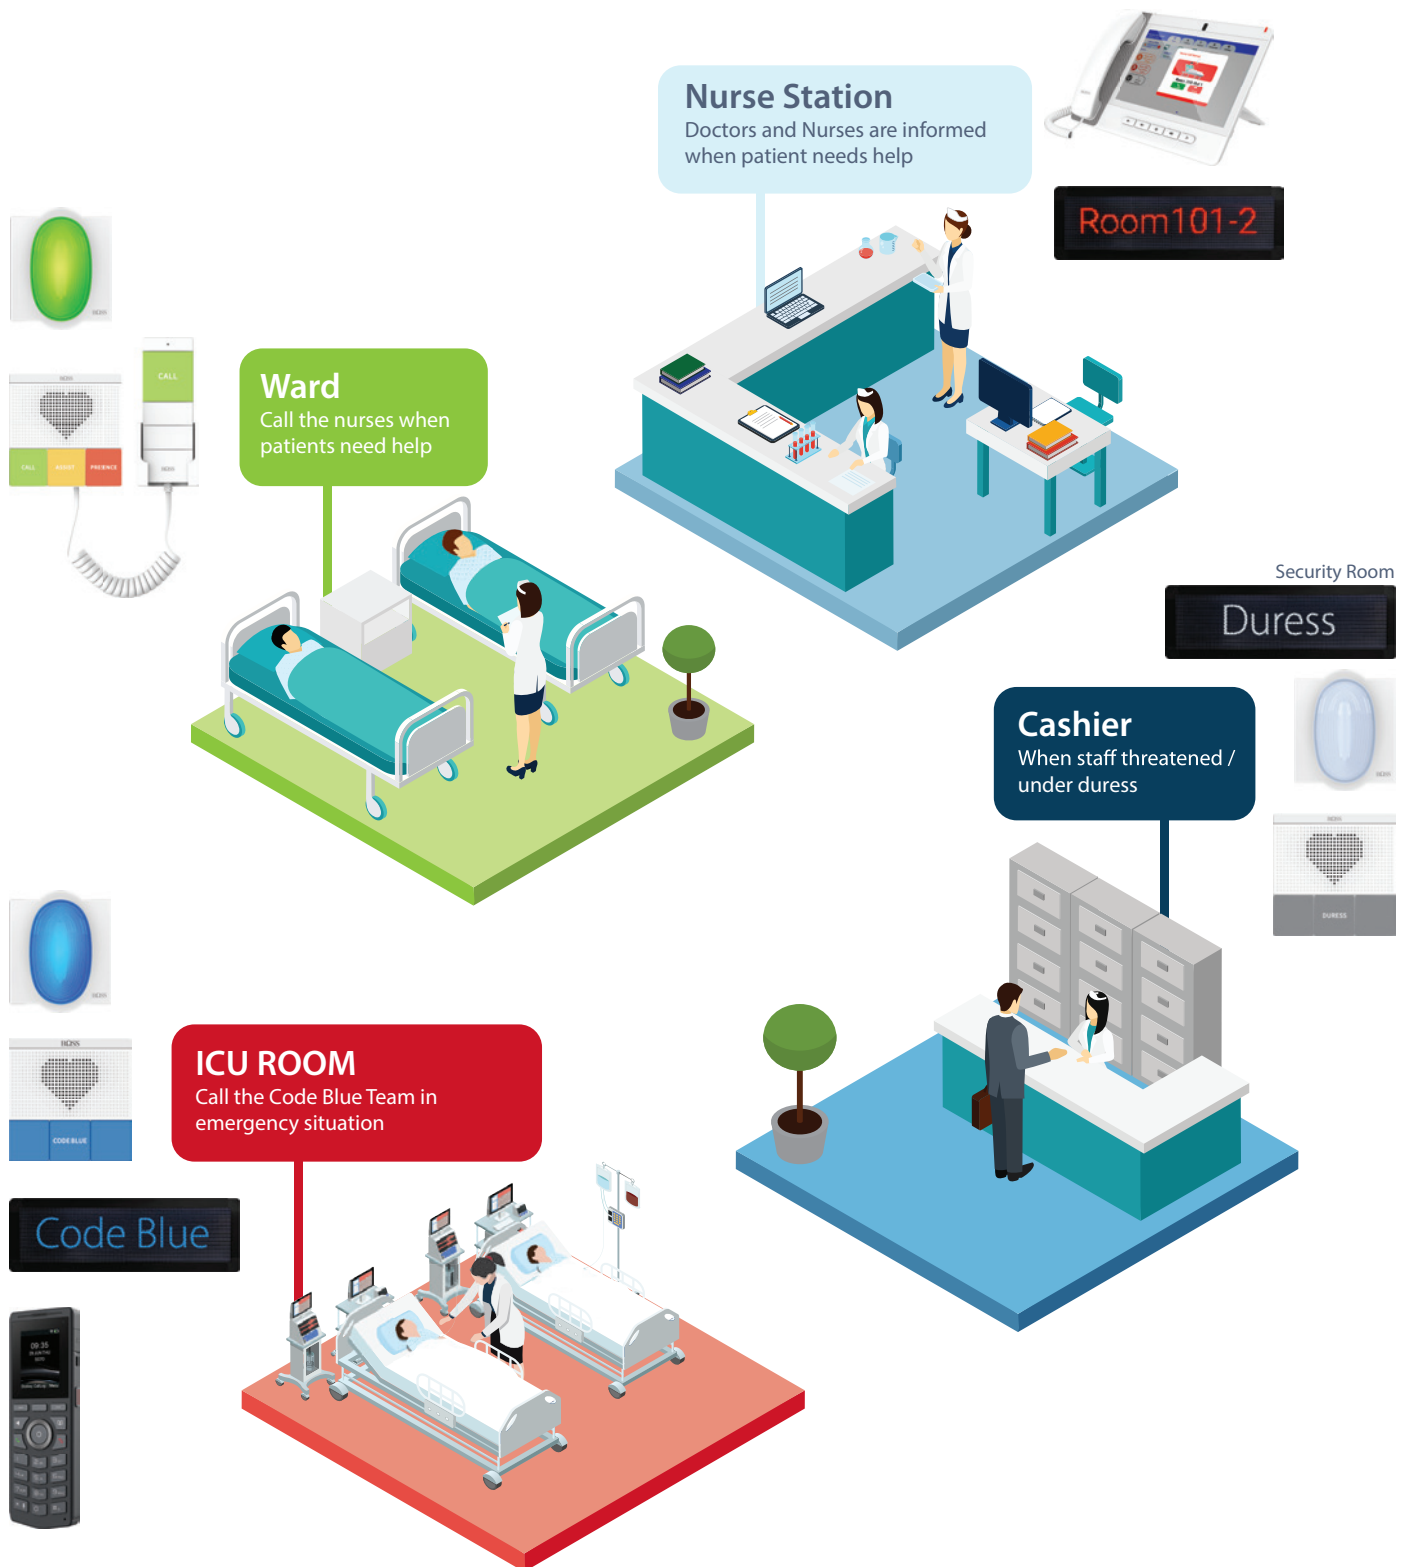 Nurse Station
Doctors and Nurses are informed
when patient needs help
Room101-2
CALL
CALL
ASSIST
PRESENCE
Ward
Call the nurses when
patients need help
Security Room
Duress
Cashier
When staff threatened /
under duress
DURESS
ICU ROOM
Call the Code Blue Team in
emergency situation
CODE BLUE
Code Blue
09:35